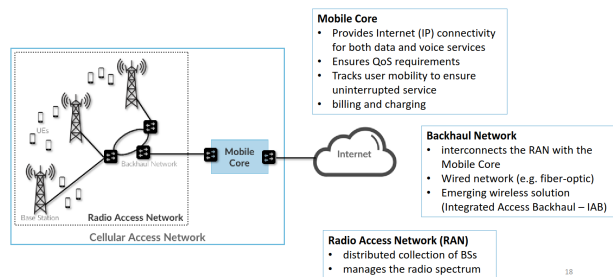 Mobile Core
• Provides Internet (IP) connectivity
for both data and voice services
• Ensures QoS requirements
• Tracks user mobility to ensure
uninterrupted service
• billing and charging
UEs
Backhaul Network
Mobile
Core
Internet
Base Station
Radio Access Network
Cellular Access Network
Backhaul Network
• interconnects the RAN with the
Mobile Core
• Wired network (e.g. fiber-optic)
• Emerging wireless solution
(Integrated Access Backhaul – IAB)
Radio Access Network (RAN)
• distributed collection of BSs
• manages the radio spectrum
18